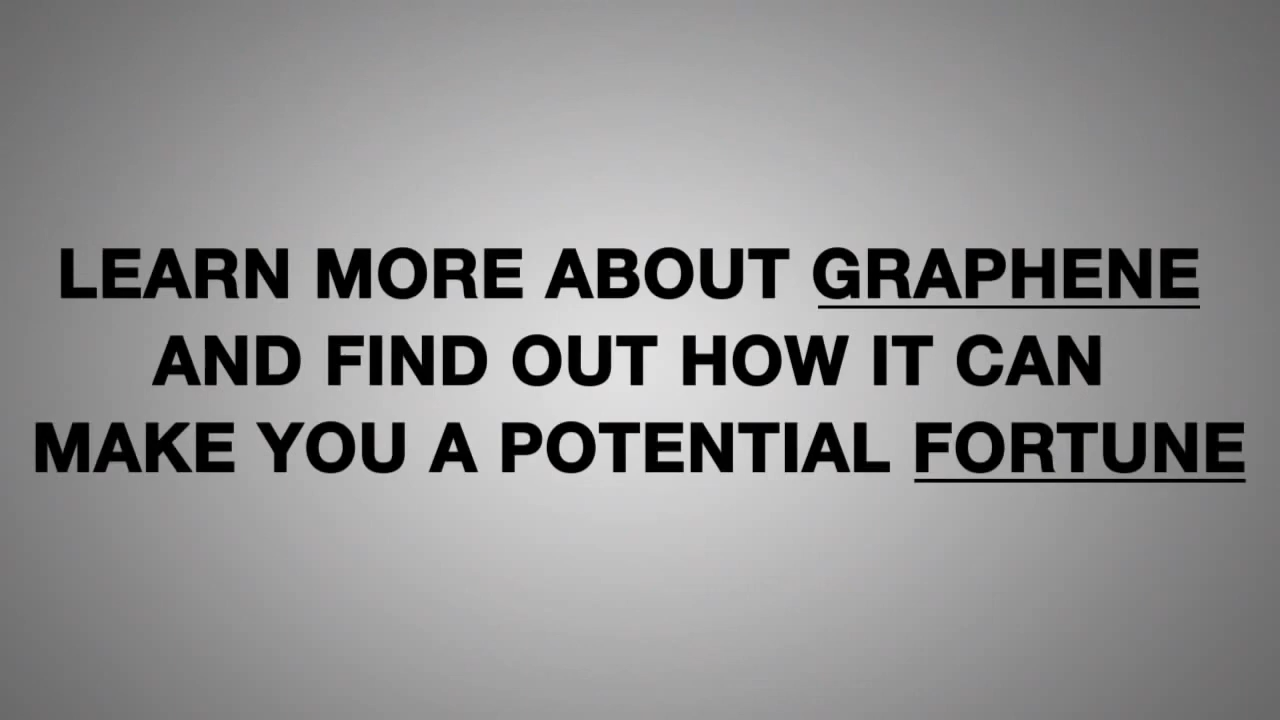 LEARN MORE ABOUT GRAPHENE
AND FIND OUT HOW IT CAN
MAKE YOU A POTENTIAL FORTUNE